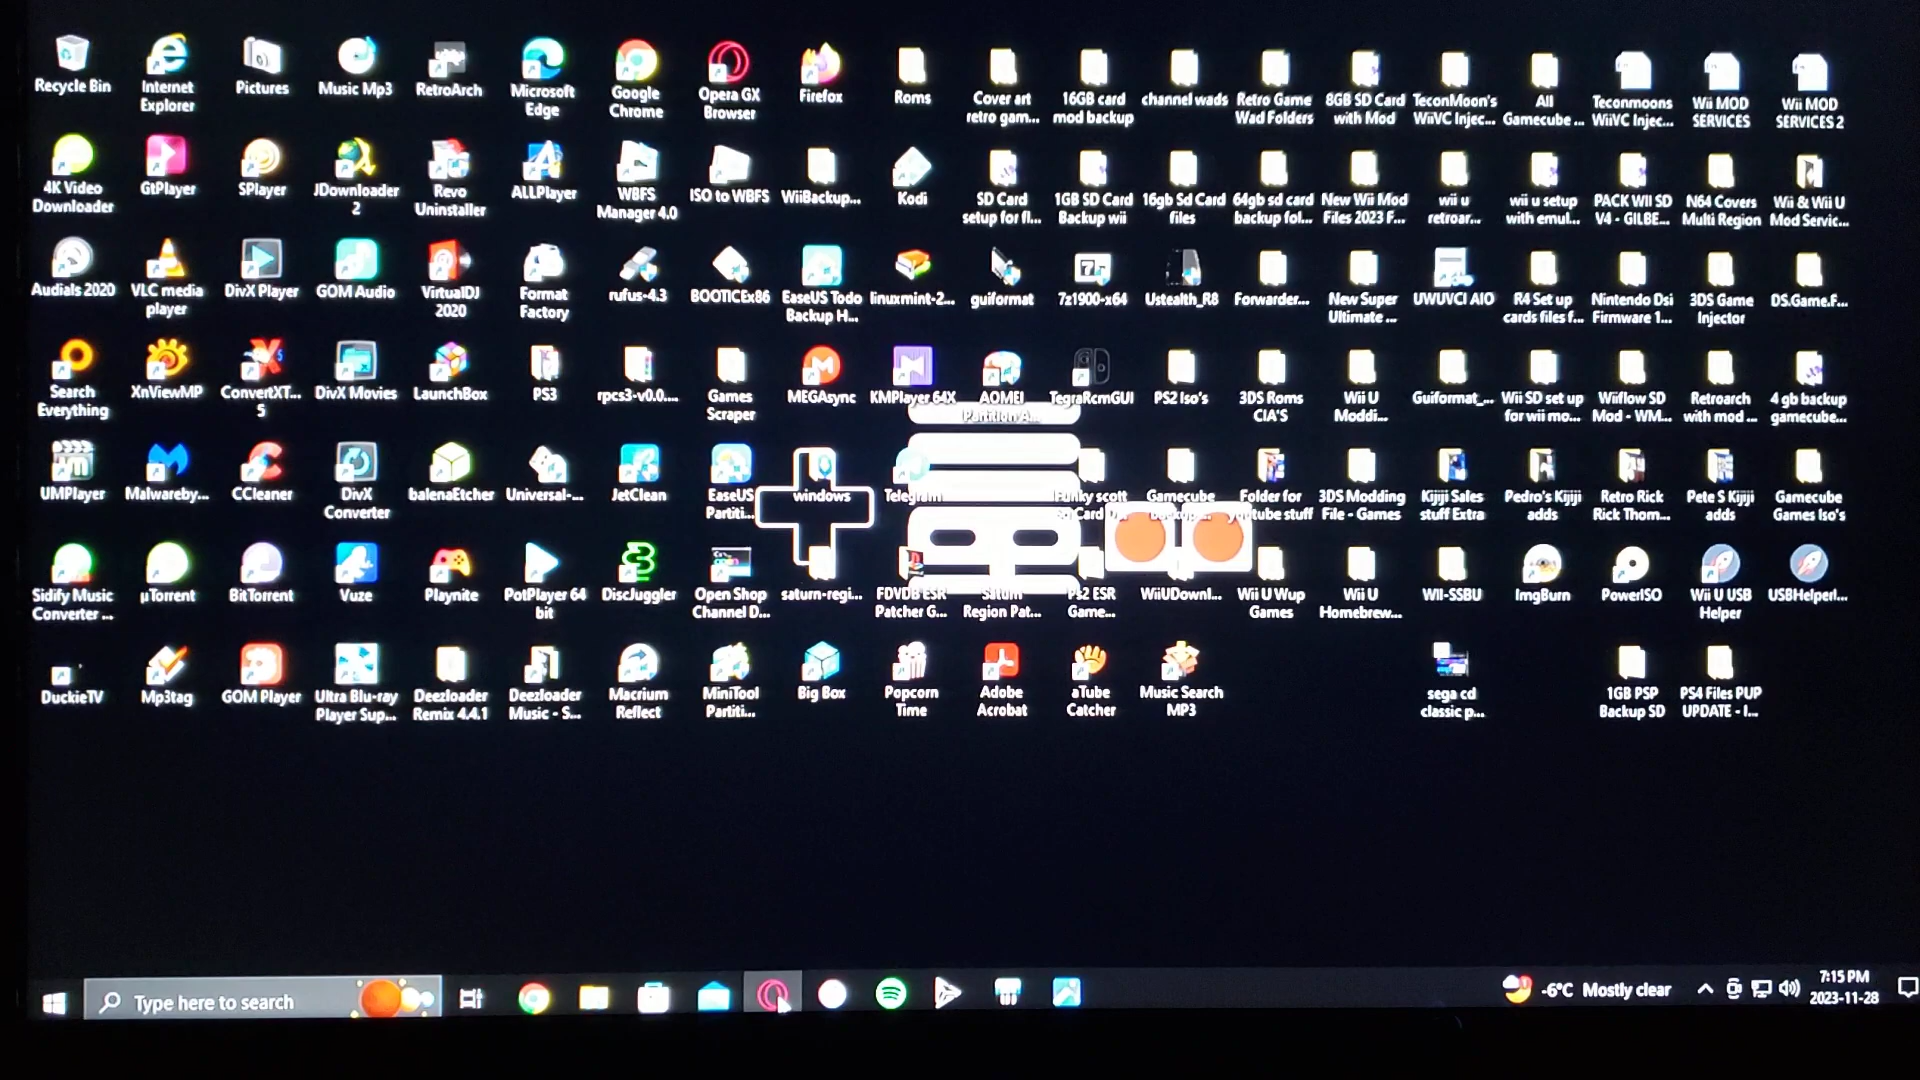 Recycle Bin
Internet
Explorer
Pictures
Music Mp3
RetroArch
Microsoft
Edge
Google
Chrome
Opera GX
Browser
Firefox
Roms
Cover art
retro gam...
16GB card
mod backup
channel wads
Retro Game
Wad Folders
8GB SD Card
with Mod
TeconMoon's
WiiVC Injec...
All
Gamecube ...
Teconmoons
WiiVC Injec...
Wii MOD
SERVICES
Wii MOD
SERVICES 2
4K Video
Downloader
GtPlayer
SPlayer
JDownloader
2
Revo
Uninstaller
ALLPlayer
WBFS
Manager 4.0
ISO to WBFS
WiiBackup...
Kodi
SD Card
setup for fl...
1GB SD Card
Backup wii
16gb Sd Card
files
64gb sd card
backup fol...
New Wii Mod
Files 2023 F...
wii u
retroar...
wii u setup
with emul...
PACK WII SD
V4 - GILBE...
N64 Covers
Multi Region
Wii & Wii U
Mod Servic...
Audials 2020
VLC media
player
DivX Player
GOM Audio
VirtualDJ
2020
Format
Factory
rufus-4.3
BOOTICEx86
EaseUS Todo
Backup H...
linuxmint-2...
guiformat
7z1900-x64
Ustealth_R8
Forwarder...
New Super
Ultimate ...
UWUVCI AIO
R4 Set up
cards files f...
Nintendo Dsi
Firmware 1...
3DS Game
Injector
DS.Game.F...
Search
Everything
XnViewMP
ConvertXT...
5
DivX Movies
LaunchBox
PS3
rpcs3-v0.0....
Games
Scraper
MEGAsync
KMPlayer 64X
AOMEI
Partition A...
TegraRcmGUI
PS2 Iso's
3DS Roms
CIA'S
Wii U
Moddi...
Guiformat_...
Wii SD set up
for wii mo...
Wiiflow SD
Mod - WM...
Retroarch
with mod ...
4 gb backup
gamecube...
UMPlayer
Malwareby...
CCleaner
DivX
Converter
balenaEtcher
Universal-...
JetClean
EaseUS
Partiti...
windows
Telegram
Funky scott
Gamecube
backups...
Folder for
youtube stuff
3DS Modding
File - Games
Kijiji Sales
stuff Extra
Pedro's Kijiji
adds
Retro Rick
Rick Thom...
Pete S Kijiji
adds
Gamecube
Games Iso's
Sidify Music
Converter ...
µTorrent
BitTorrent
Vuze
Playnite
PotPlayer 64
bit
DiscJuggler
Open Shop
Channel D...
saturn-regi...
FDVDB ESR
Patcher G...
Saturn
Region Pat...
Ps2 ESR
Game...
WiiUDownl...
Wii U Wup
Games
Wii U
Homebrew...
WII-SSBU
ImgBurn
PowerISO
Wii U USB
Helper
USBHelperI...
DuckieTV
Mp3tag
GOM Player
Ultra Blu-ray
Player Sup...
Deezloader
Remix 4.4.1
Deezloader
Music - S...
Macrium
Reflect
MiniTool
Partiti...
Big Box
Popcorn
Time
Adobe
Acrobat
aTube
Catcher
Music Search
MP3
sega cd
classic p...
1GB PSP
Backup SD
PS4 Files PUP
UPDATE - I...
Type here to search
-6°C Mostly clear
7:15 PM
2023-11-28